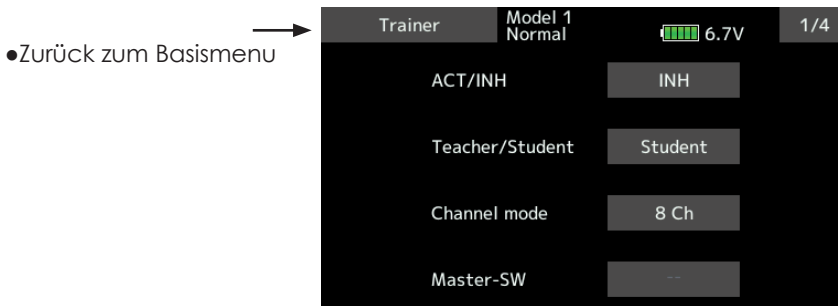 ●Zurück zum Basismenu
Trainer
Model 1
Normal
6.7V
1/4
ACT/INH
INH
Teacher/Student
Student
Channel mode
8 Ch
Master-SW
--